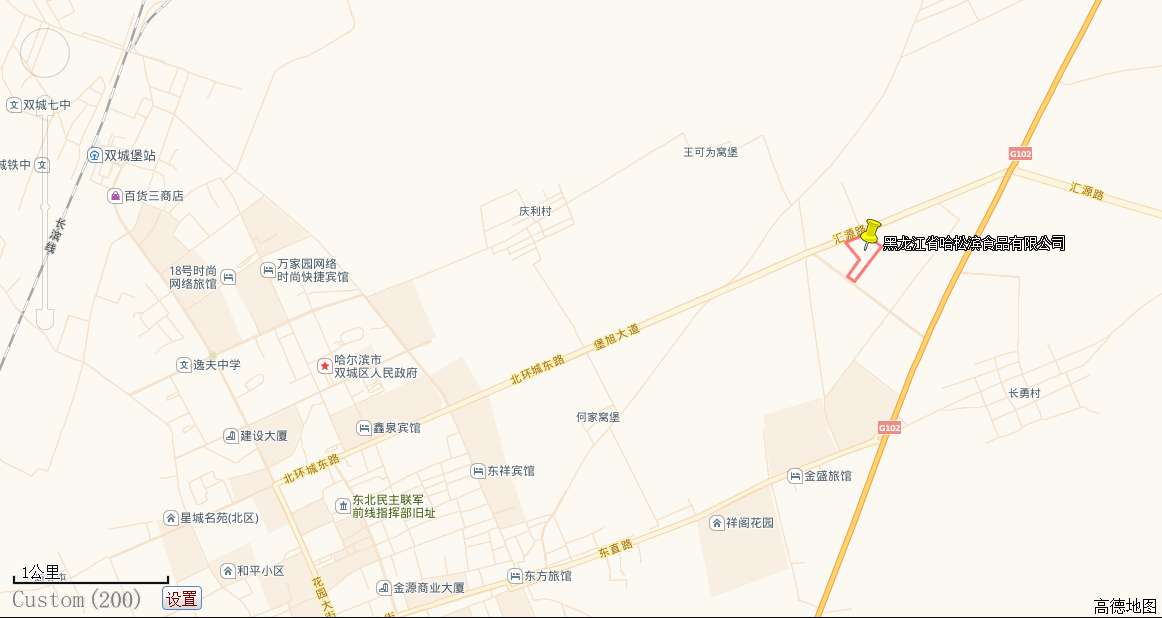 双城七中
城铁中
双城堡站
百货三商店
长滨线
王可为窝堡
G102
汇源路
庆利村
汇源路
黑龙江省哈松滨食品有限公司
18号时尚
网络旅馆
万家园网络
时尚快捷宾馆
堡旭大道
逸夫中学
哈尔滨市
双城区人民政府
北环城东路
长勇村
建设大厦
鑫泉宾馆
何家窝堡
G102
北环城东路
东祥宾馆
金盛旅馆
东北民主联军
前线指挥部旧址
星城名苑(北区)
祥阁花园
东直路
1公里
和平小区
花园大街
金源商业大厦
东方旅馆
街
Custom(200)
设置
高德地图